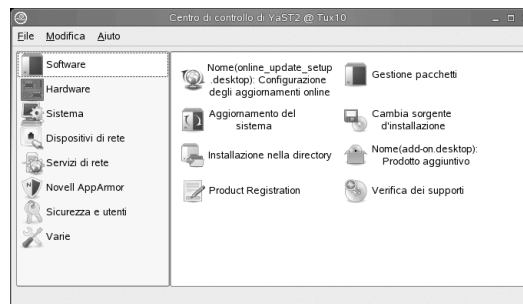 Centro di controllo di YaST2 @ Tux10
File Modifica Aiuto
Software
Hardware
Sistema
Dispositivi di rete
Servizi di rete
Novell AppArmor
Sicurezza e utenti
Varie
Nome(online_update_setup
.desktop): Configurazione
degli aggiornamenti online
Gestione pacchetti
Aggiornamento del
sistema
Cambia sorgente
d'installazione
Installazione nella directory
Nome(add-on.desktop):
Prodotto aggiuntivo
Product Registration
Verifica dei supporti